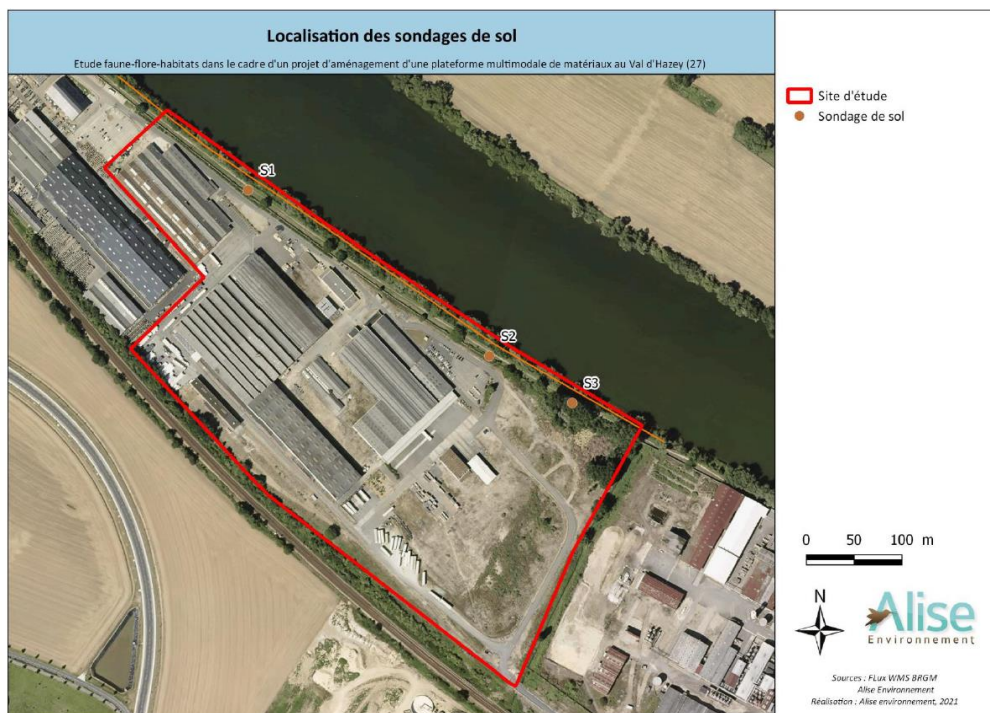 Localisation des sondages de sol
Etude faune-flore-habitats dans le cadre d'un projet d'aménagement d'une plateforme multimodale de matériaux au Val d'Hazey (27)
Site d'étude
Sondage de sol
S1
S2
S3
0 50 100 m
N
Alise
Environnement
Sources : FLux WMS BRGM
Alise Environnement
Réalisation : Alise environnement, 2021